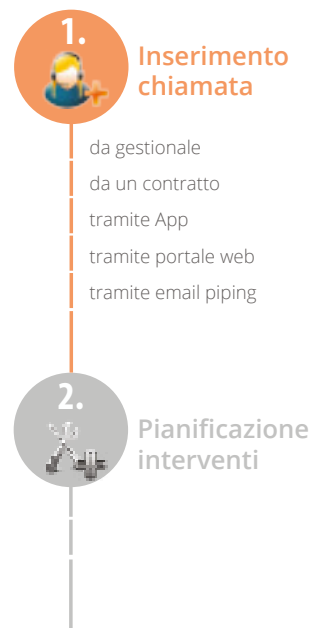 1.
Inserimento
chiamata
da gestionale
da un contratto
tramite App
tramite portale web
tramite email piping
2.
Pianificazione
interventi